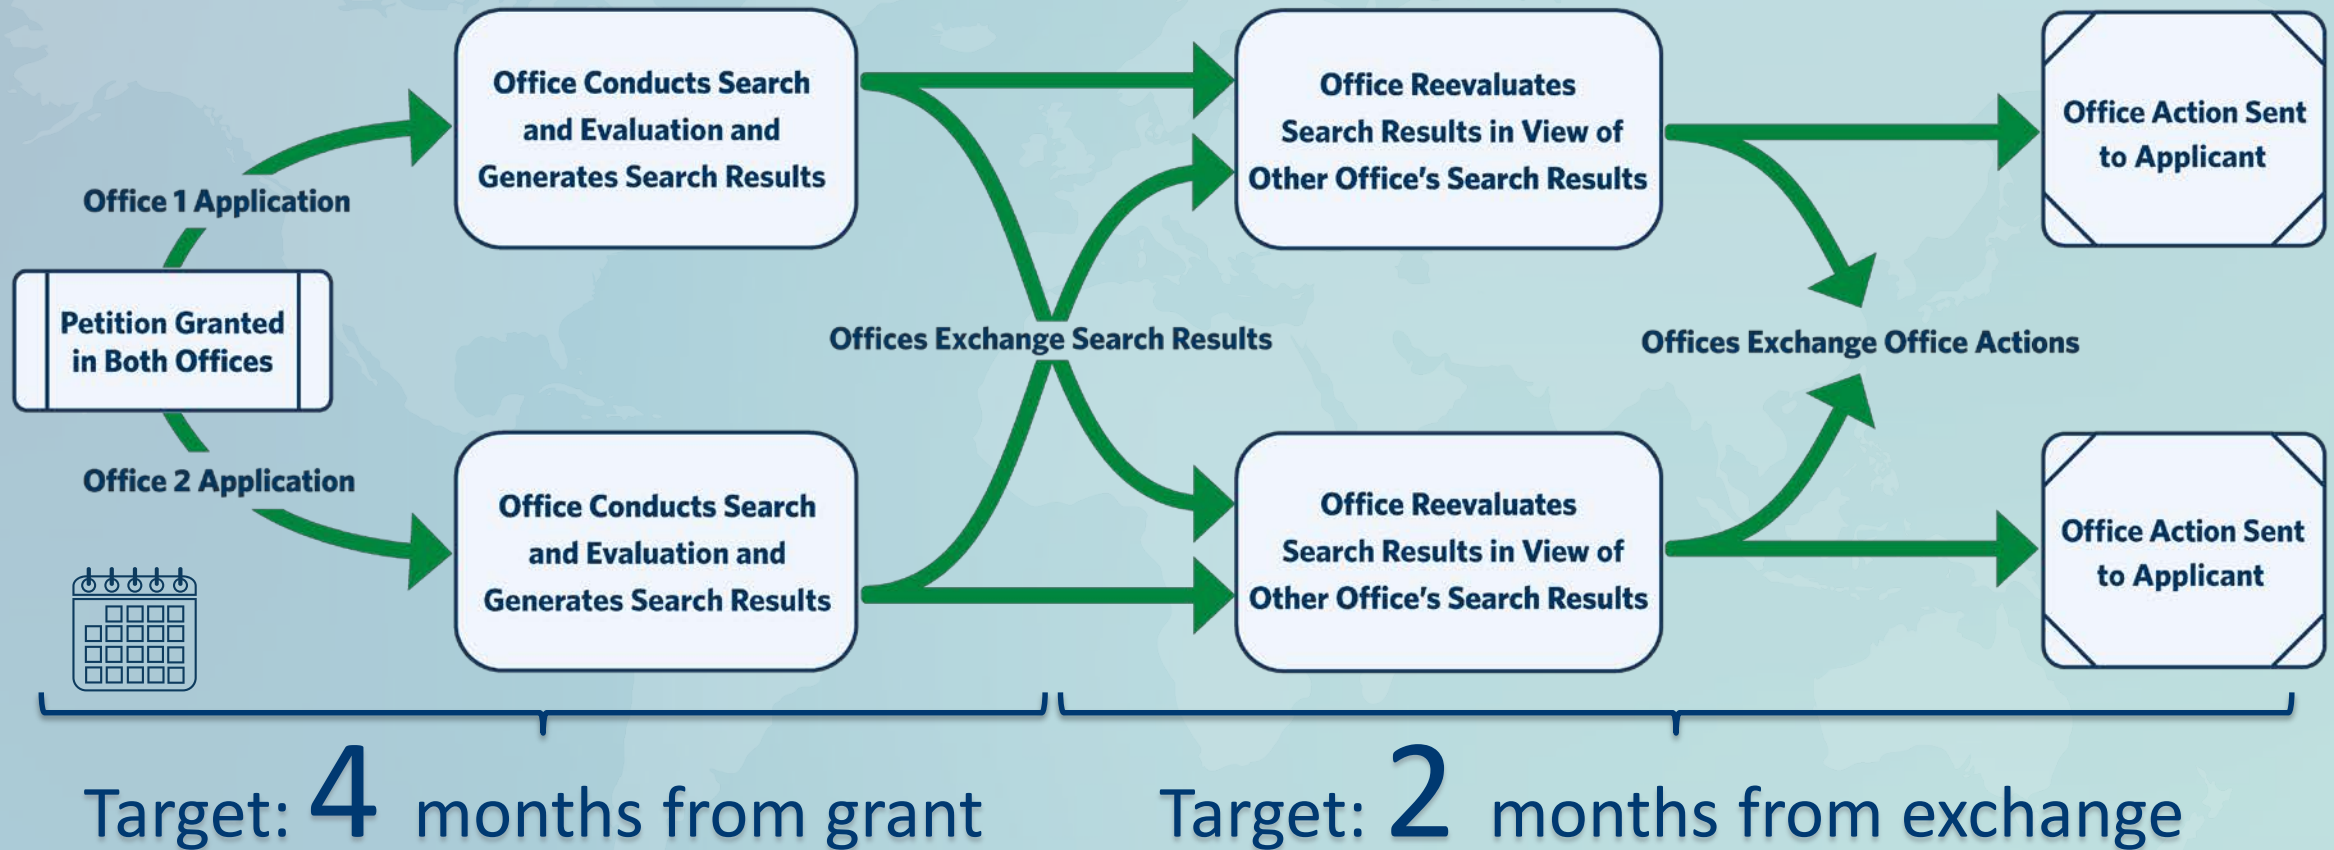 Office Conducts Search
and Evaluation and
Generates Search Results
Office Reevaluates
Search Results in View of
Other Office's Search Results
Office Action Sent
to Applicant
Office 1 Application
Petition Granted
in Both Offices
Offices Exchange Search Results
Offices Exchange Office Actions
Office 2 Application
Office Conducts Search
and Evaluation and
Generates Search Results
Office Reevaluates
Search Results in View of
Other Office's Search Results
Office Action Sent
to Applicant
Target: 4 months from grant
Target: 2 months from exchange